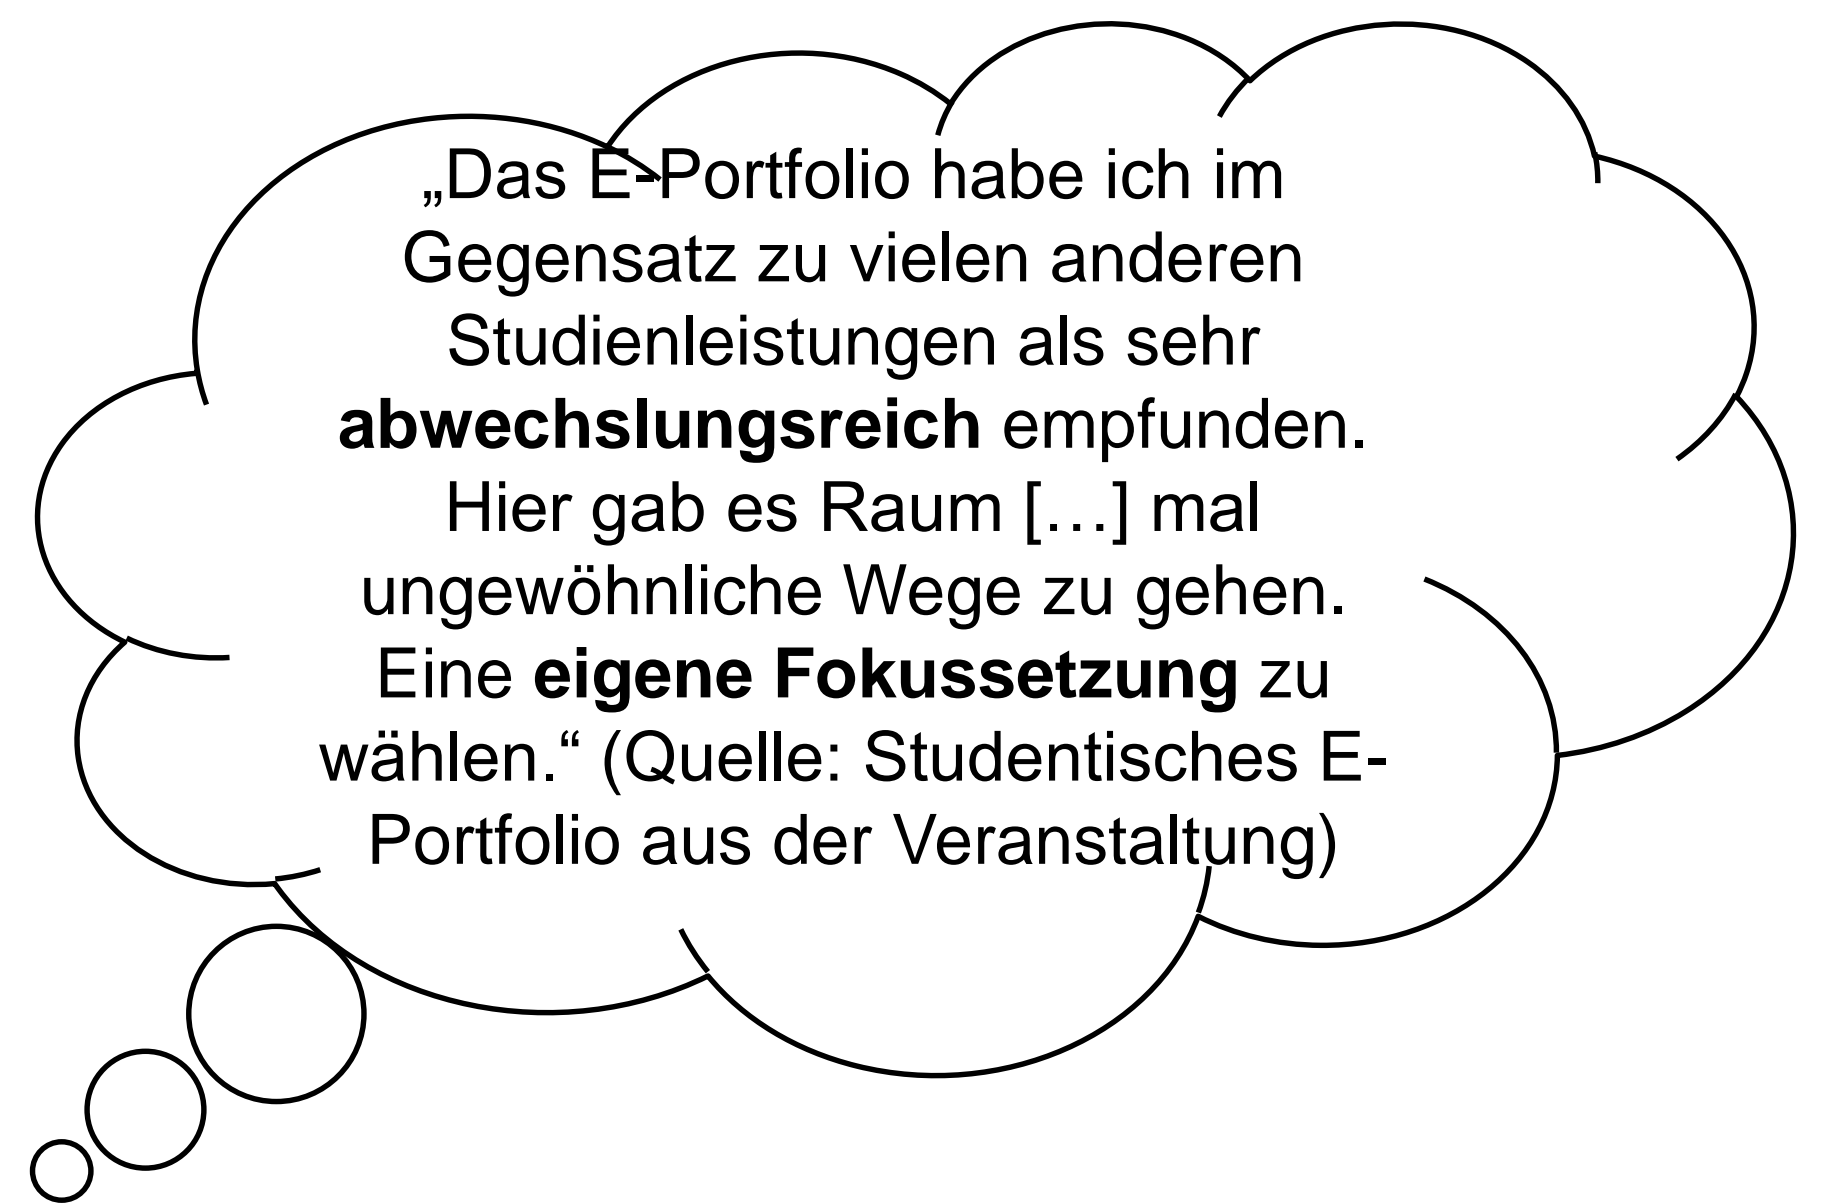 „Das E-Portfolio habe ich im
Gegensatz zu vielen anderen
Studienleistungen als sehr
abwechslungsreich empfunden.
Hier gab es Raum […] mal
ungewöhnliche Wege zu gehen.
Eine eigene Fokussetzung zu
wählen.“ (Quelle: Studentisches E-
Portfolio aus der Veranstaltung)